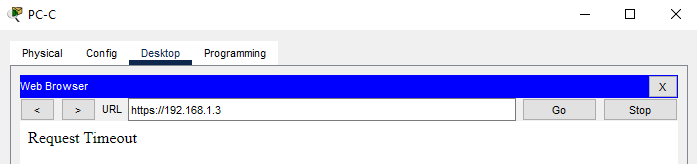 PC-C
Physical Config Desktop Programming
Web Browser X
< > URL https://192.168.1.3 Go Stop
Request Timeout